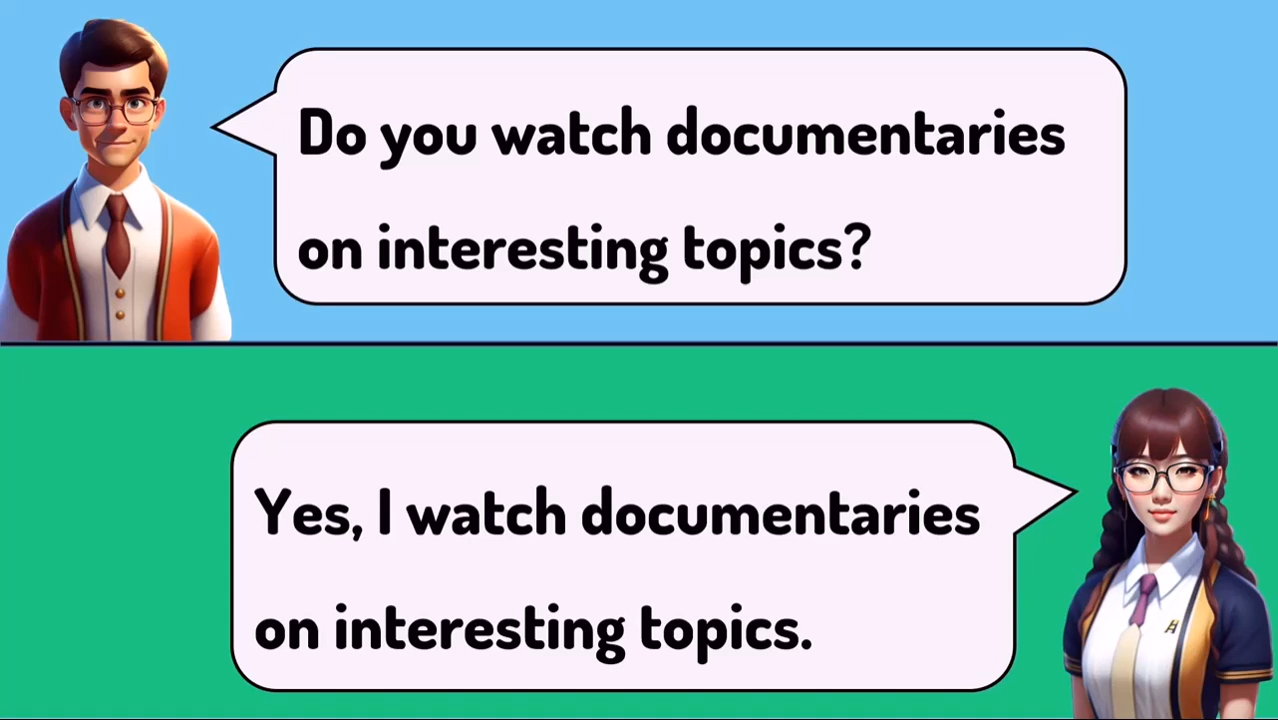 Do you watch documentaries
on interesting topics?
Yes, I watch documentaries
on interesting topics.